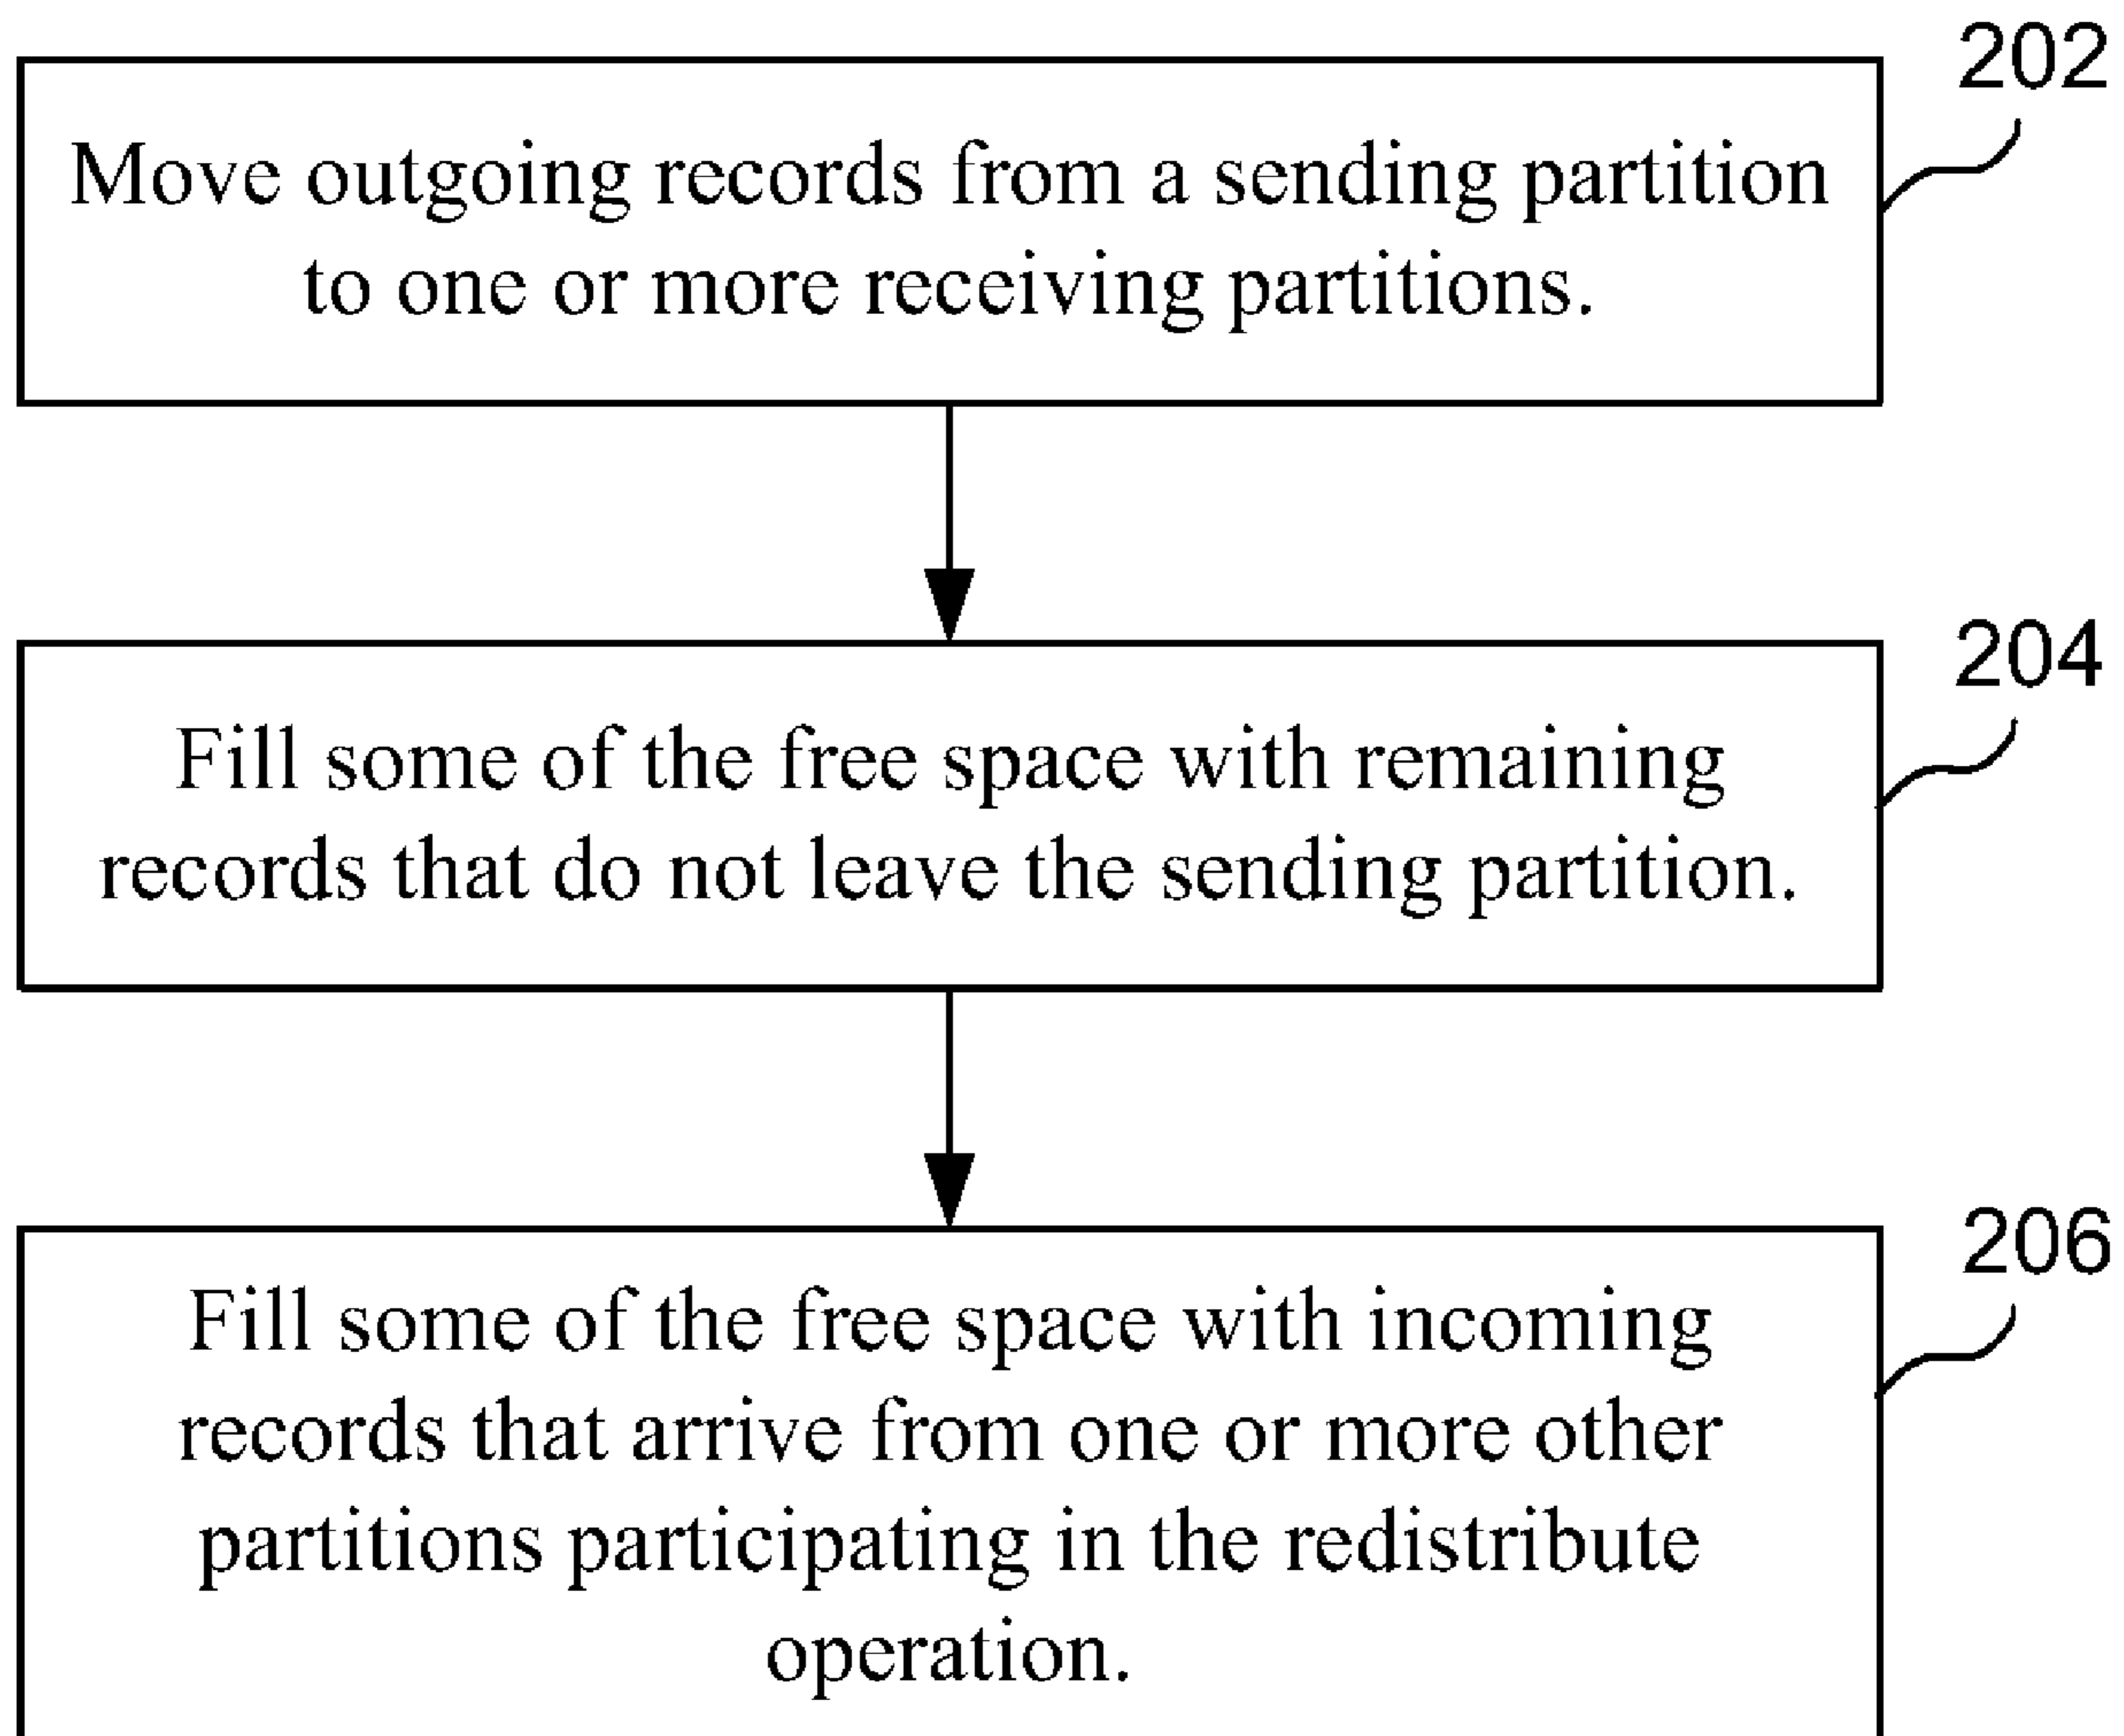 202
Move outgoing records from a sending partition
to one or more receiving partitions.
204
Fill some of the free space with remaining
records that do not leave the sending partition.
206
Fill some of the free space with incoming
records that arrive from one or more other
partitions participating in the redistribute
operation.